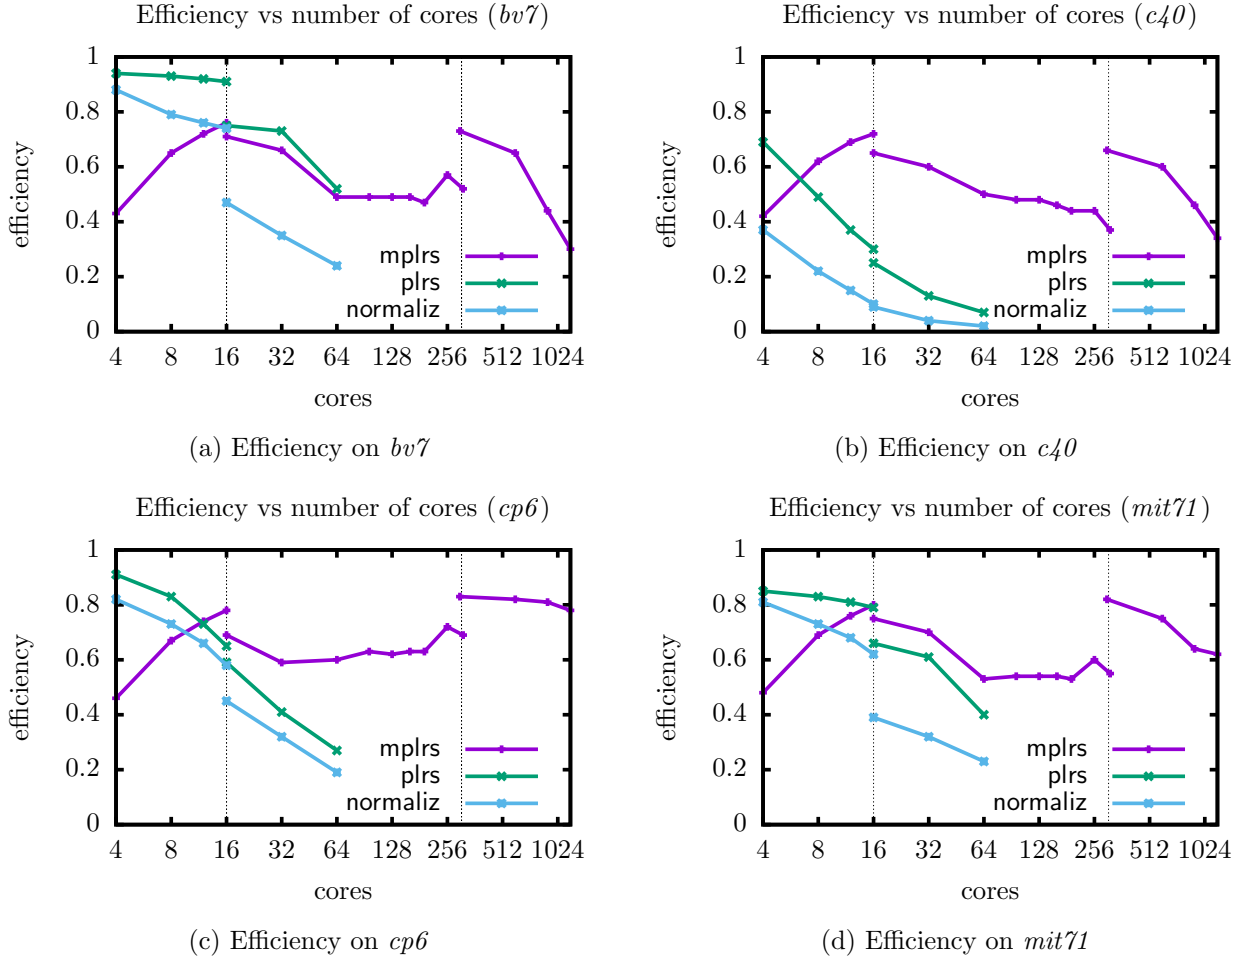 Efficiency vs number of cores (bv7)
1
0.8
0.6
0.4
0.2
0
efficiency
mplrs
plrs
normaliz
4 8 16 32 64 128 256 512 1024
cores
(a) Efficiency on bv7
Efficiency vs number of cores (c40)
1
0.8
0.6
0.4
0.2
0
efficiency
mplrs
plrs
normaliz
4 8 16 32 64 128 256 512 1024
cores
(b) Efficiency on c40
Efficiency vs number of cores (cp6)
1
0.8
0.6
0.4
0.2
0
efficiency
mplrs
plrs
normaliz
4 8 16 32 64 128 256 512 1024
cores
(c) Efficiency on cp6
Efficiency vs number of cores (mit71)
1
0.8
0.6
0.4
0.2
0
efficiency
mplrs
plrs
normaliz
4 8 16 32 64 128 256 512 1024
cores
(d) Efficiency on mit71